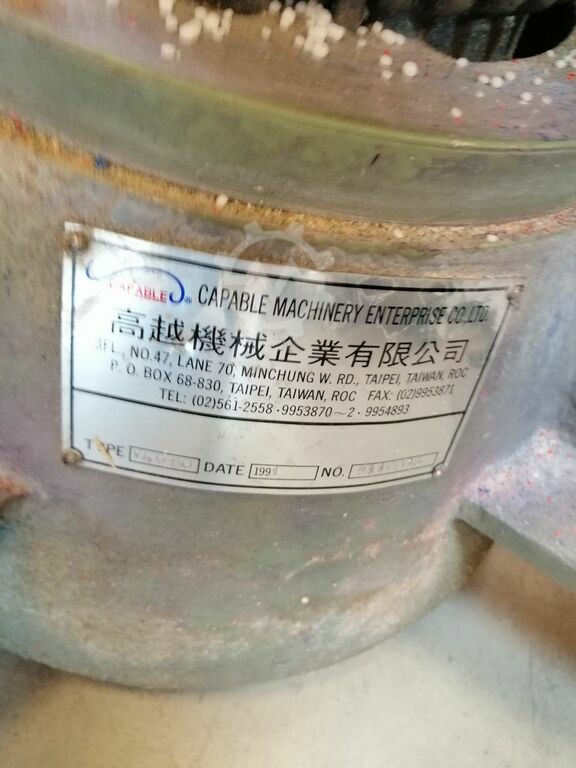 CAPABLE ® CAPABLE MACHINERY ENTERPRISE CO.,LTD.
高越機械企業有限公司
3FL., NO.47, LANE 70, MINCHUNG W. RD., TAIPEI, TAIWAN, ROC
P. O. BOX 68-830, TAIPEI, TAIWAN, ROC FAX: (02)9953871
TEL: (02)561-2558 · 9953870~2 · 9954893
TYPE DATE NO.